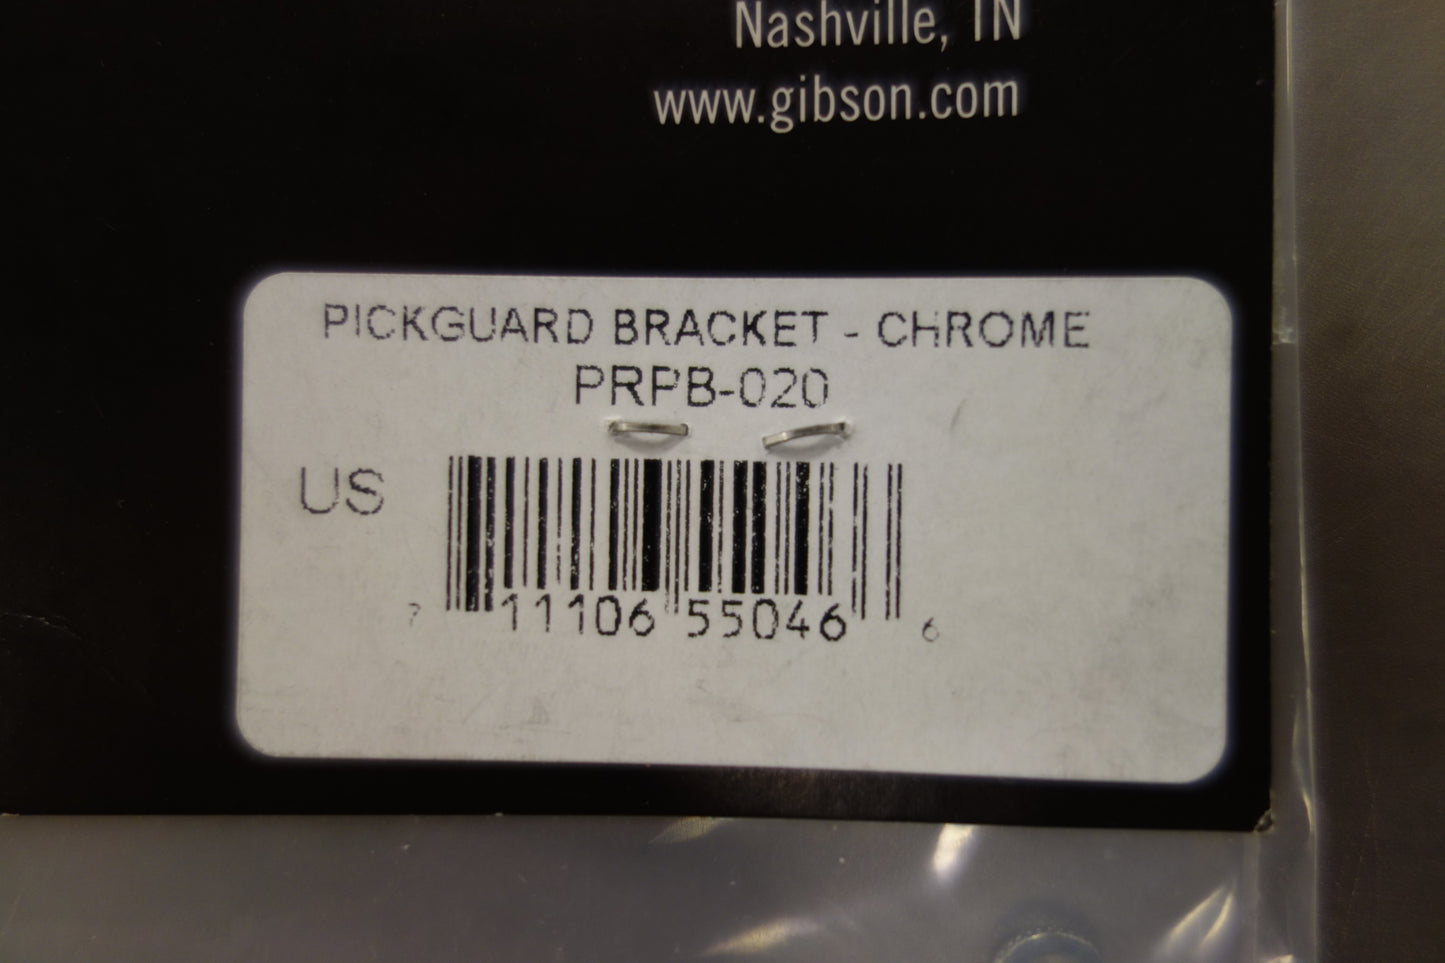 Nashville, TN
www.gibson.com
PICKGUARD BRACKET - CHROME
PRPB-020
US
7 11106 55046 6